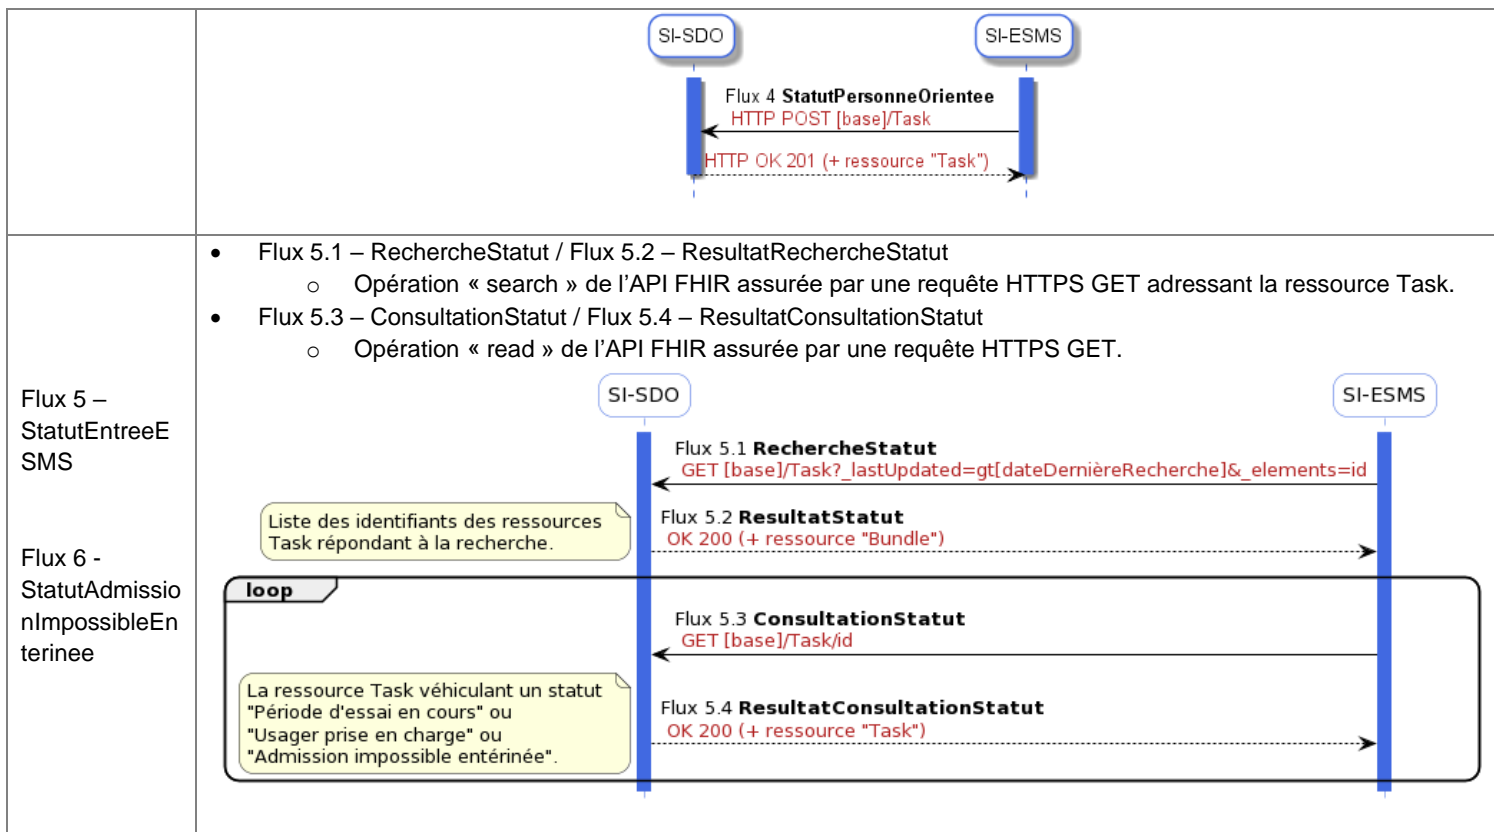 SI-SDO
SI-ESMS
Flux 4 StatutPersonneOrientee
HTTP POST [base]/Task
HTTP OK 201 (+ ressource "Task")
Flux 5 –
StatutEntreeE
SMS
Flux 6 -
StatutAdmissio
nImpossibleEn
terinee
• Flux 5.1 – RechercheStatut / Flux 5.2 – ResultatRechercheStatut
o Opération « search » de l’API FHIR assurée par une requête HTTPS GET adressant la ressource Task.
• Flux 5.3 – ConsultationStatut / Flux 5.4 – ResultatConsultationStatut
o Opération « read » de l’API FHIR assurée par une requête HTTPS GET.
SI-SDO
SI-ESMS
Flux 5.1 RechercheStatut
GET [base]/Task?_lastUpdated=gt[dateDernièreRecherche]&_elements=id
Liste des identifiants des ressources
Task répondant à la recherche.
Flux 5.2 ResultatStatut
OK 200 (+ ressource "Bundle")
loop
Flux 5.3 ConsultationStatut
GET [base]/Task/id
La ressource Task véhiculant un statut
"Période d'essai en cours" ou
"Usager prise en charge" ou
"Admission impossible entérinée".
Flux 5.4 ResultatConsultationStatut
OK 200 (+ ressource "Task")